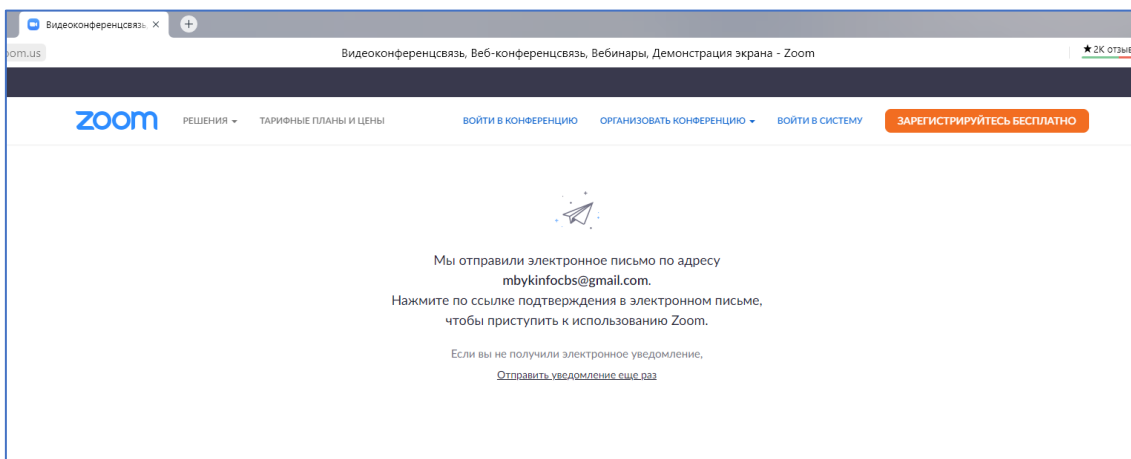 Видеоконференцсвязь,
om.us
Видеоконференцсвязь, Веб-конференцсвязь, Вебинары, Демонстрация экрана - Zoom
2K отзыв
zoom
РЕШЕНИЯ
ТАРИФНЫЕ ПЛАНЫ И ЦЕНЫ
ВОЙТИ В КОНФЕРЕНЦИЮ
ОРГАНИЗОВАТЬ КОНФЕРЕНЦИЮ
ВОЙТИ В СИСТЕМУ
ЗАРЕГИСТРИРУЙТЕСЬ БЕСПЛАТНО
Мы отправили электронное письмо по адресу
mbykinfocbs@gmail.com.
Нажмите по ссылке подтверждения в электронном письме,
чтобы приступить к использованию Zoom.
Если вы не получили электронное уведомление,
Отправить уведомление еще раз